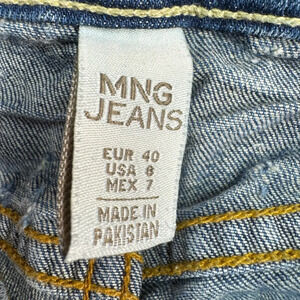 MNG
JEANS
EUR 40
USA 8
MEX 7
MADE IN
PAKISTAN